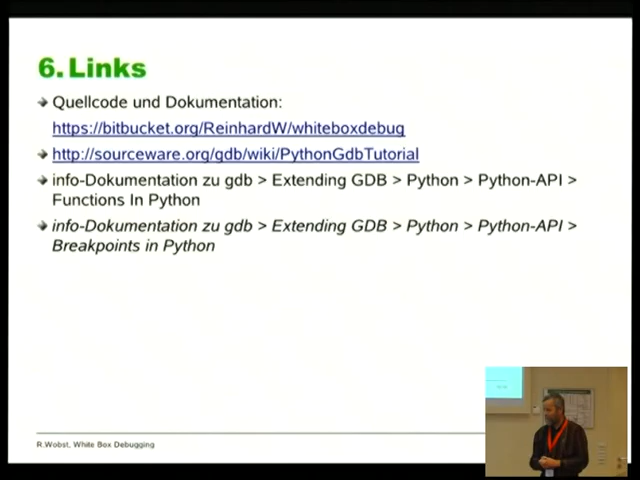 6. Links
Quellcode und Dokumentation:
https://bitbucket.org/ReinhardW/whiteboxdebug
http://sourceware.org/gdb/wiki/PythonGdbTutorial
info-Dokumentation zu gdb > Extending GDB > Python > Python-API >
Functions In Python
info-Dokumentation zu gdb > Extending GDB > Python > Python-API >
Breakpoints in Python
R.Wobst, White Box Debugging